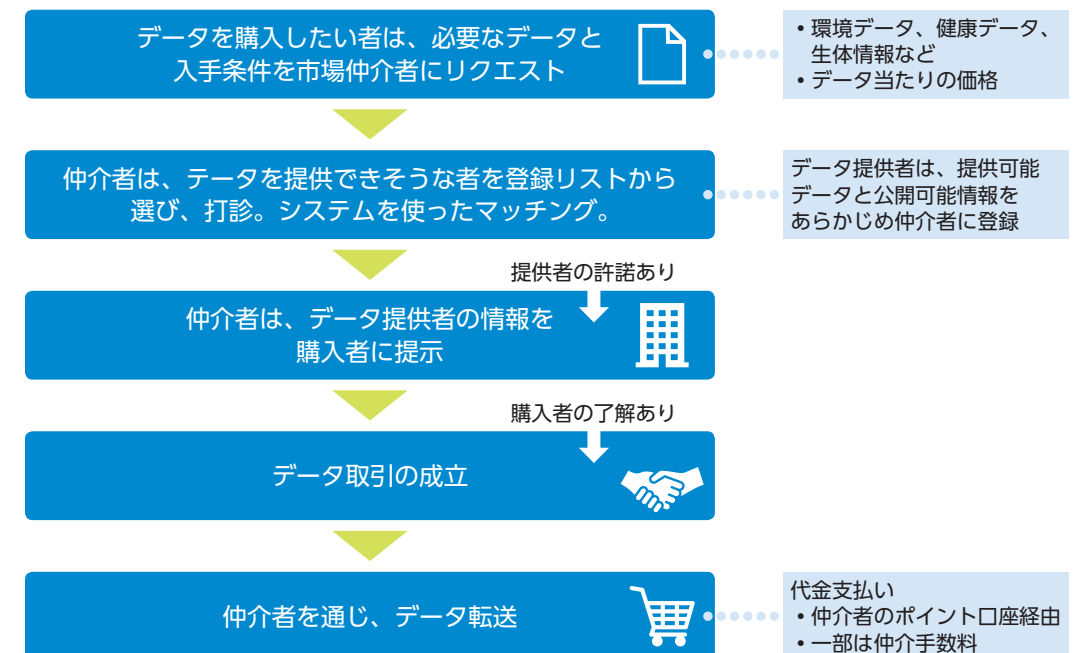 データを購入したい者は、必要なデータと
入手条件を市場仲介者にリクエスト
・環境データ、健康データ、
生体情報など
・データ当たりの価格
仲介者は、テータを提供できそうな者を登録リストから
選び、打診。システムを使ったマッチング。
データ提供者は、提供可能
データと公開可能情報を
あらかじめ仲介者に登録
提供者の許諾あり
仲介者は、データ提供者の情報を
購入者に提示
購入者の了解あり
データ取引の成立
仲介者を通じ、データ転送
代金支払い
・仲介者のポイント口座経由
・一部は仲介手数料